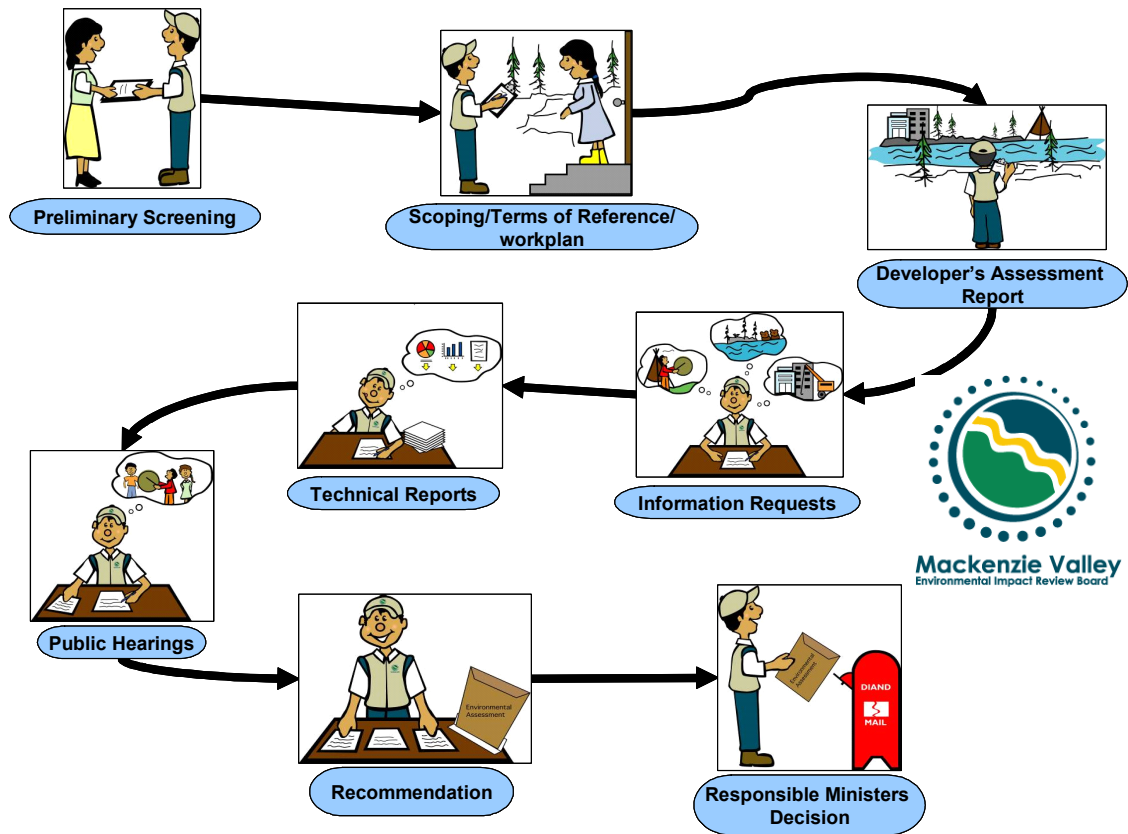 Preliminary Screening
Scoping/Terms of Reference/
workplan
Developer's Assessment
Report
Information Requests
Technical Reports
Mackenzie Valley
Environmental Impact Review Board
Public Hearings
Environmental
Assessment
Recommendation
Environmental
Assessment
DIAND
MAIL
Responsible Ministers
Decision